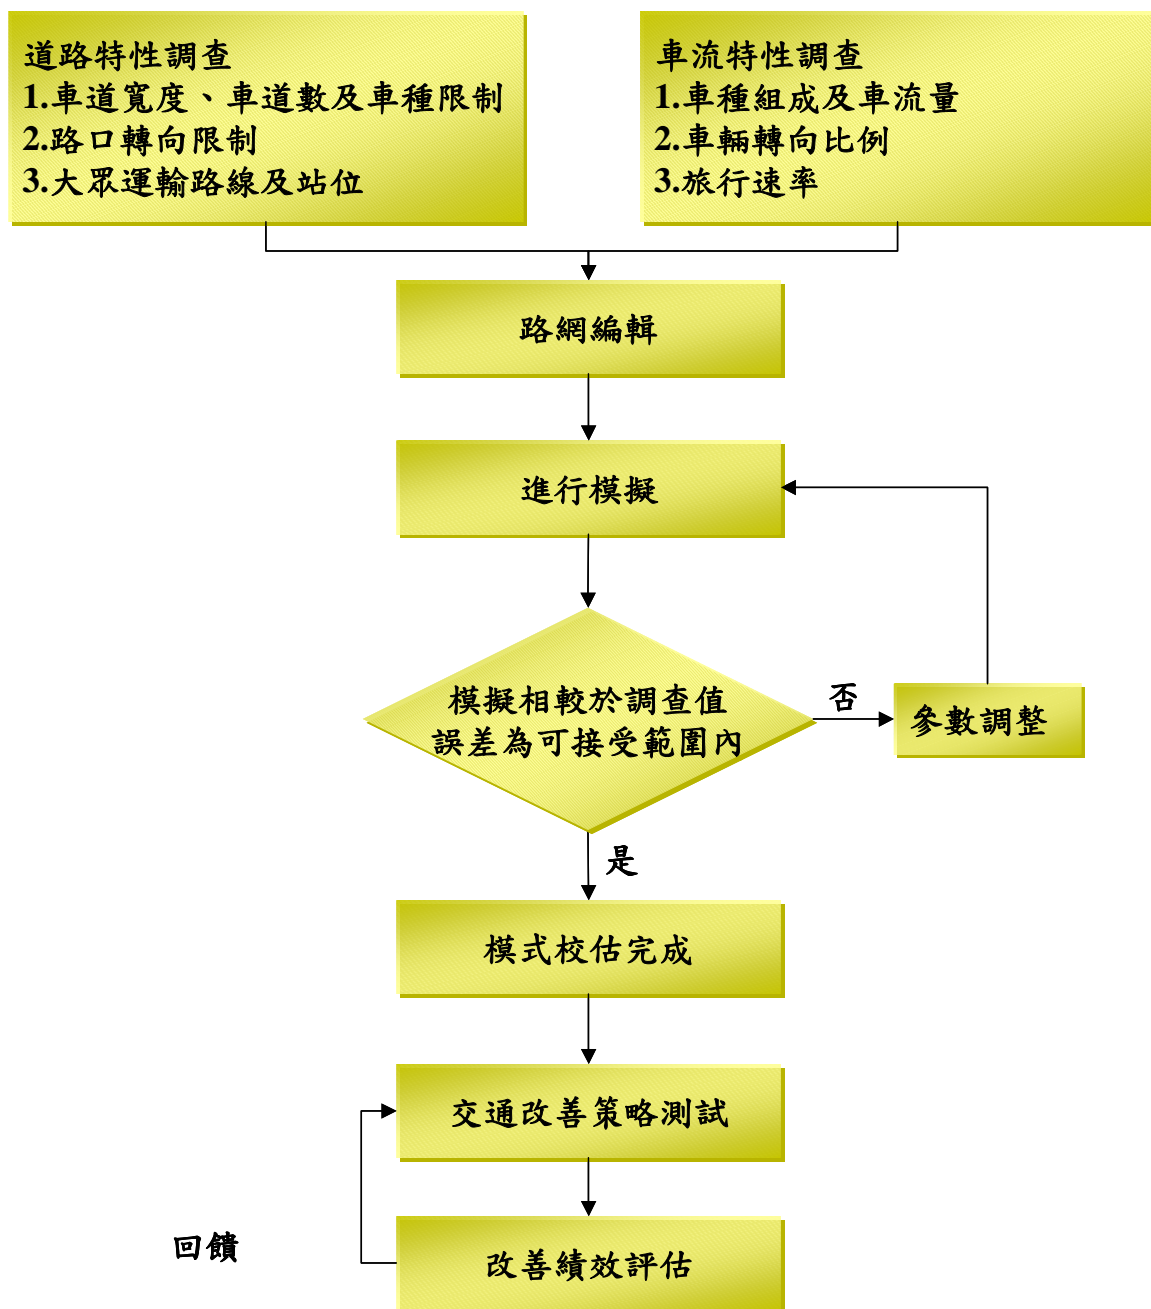 道路特性調查
1.車道寬度、車道數及車種限制
2.路口轉向限制
3.大眾運輸路線及站位
車流特性調查
1.車種組成及車流量
2.車輛轉向比例
3.旅行速率
路網編輯
進行模擬
模擬相較於調查值
誤差為可接受範圍內
否
參數調整
是
模式校估完成
交通改善策略測試
回饋
改善績效評估